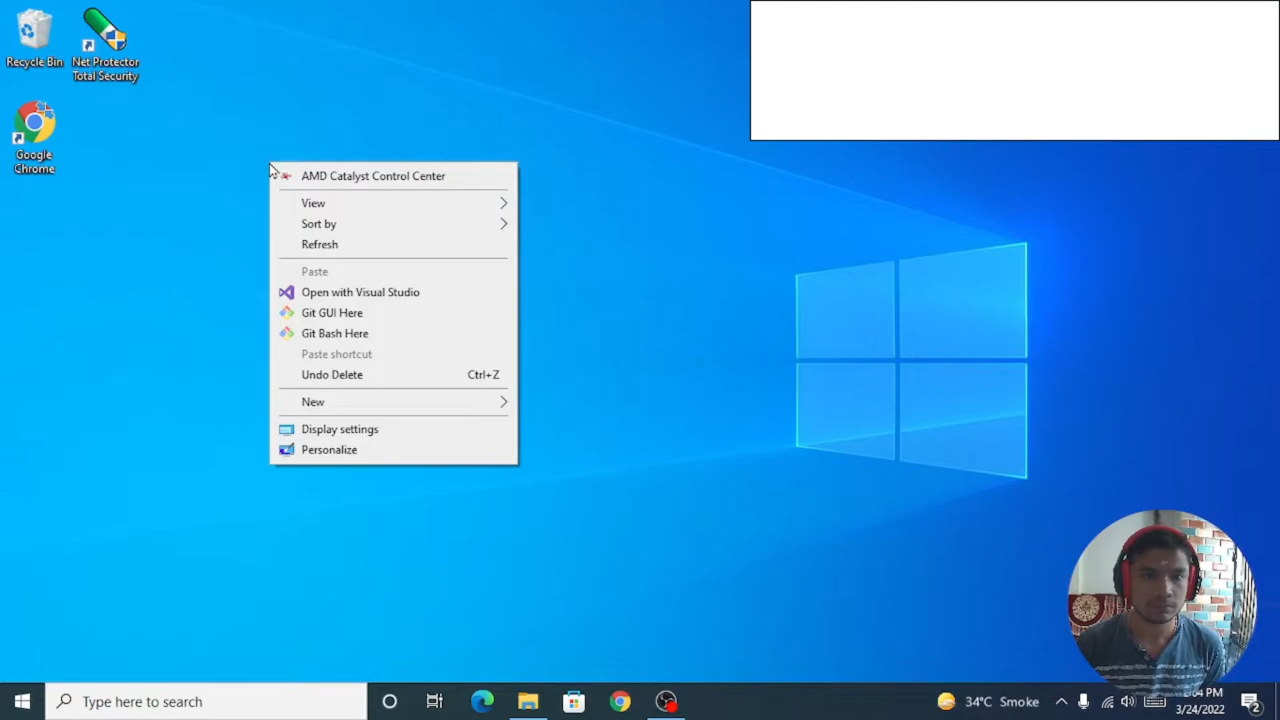 Recycle Bin
Net Protector
Total Security
Google
Chrome
AMD Catalyst Control Center
View
Sort by
Refresh
Paste
Open with Visual Studio
Git GUI Here
Git Bash Here
Paste shortcut
Undo Delete Ctrl+Z
New
Display settings
Personalize
Type here to search
34°C Smoke
PM
3/24/2022
2